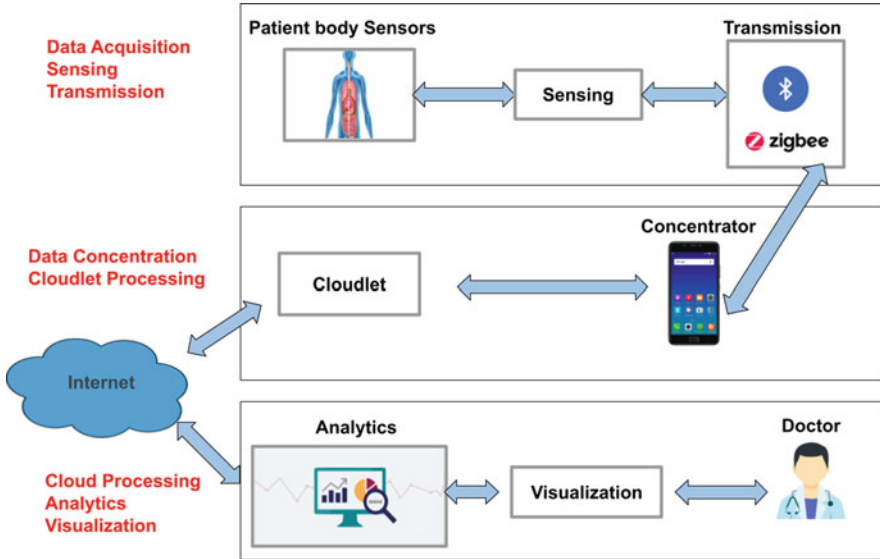 Data Acquisition
Sensing
Transmission
Patient body Sensors
Sensing
Transmission
zigbee
Data Concentration
Cloudlet Processing
Cloudlet
Concentrator
Internet
Cloud Processing
Analytics
Visualization
Analytics
Visualization
Doctor